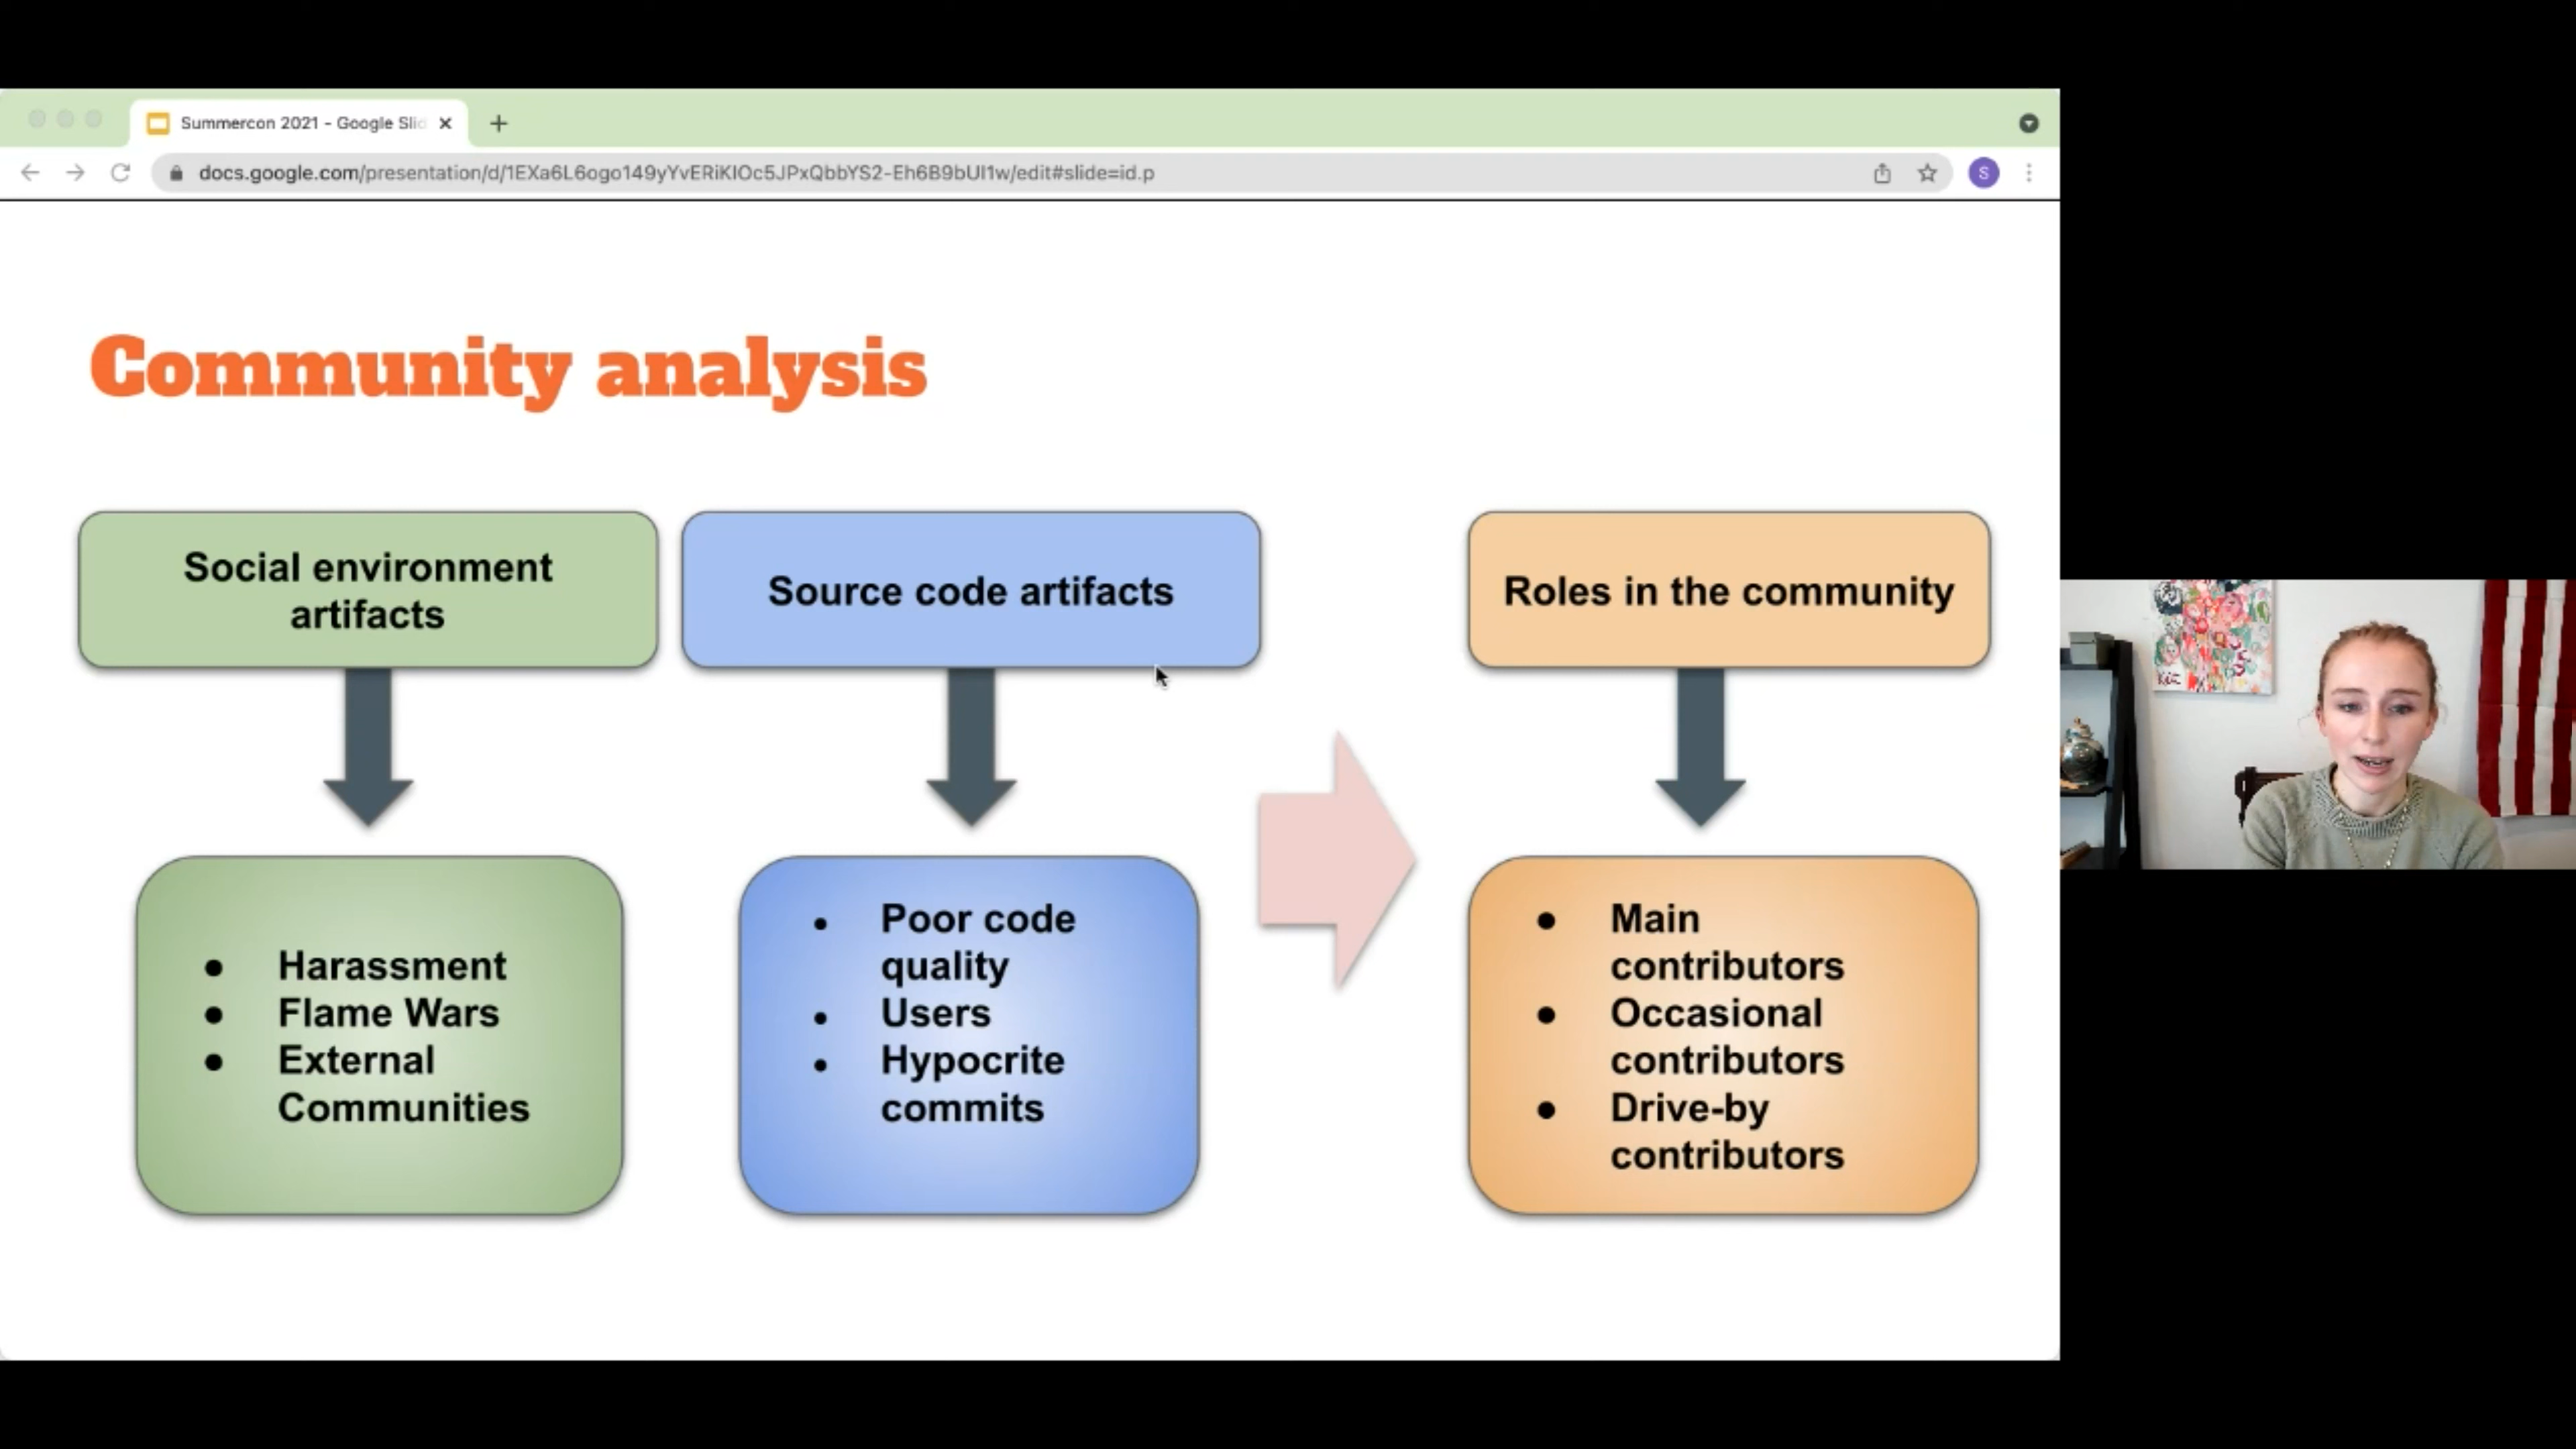 Summercon 2021 - Google Slid
docs.google.com/presentation/d/1EXa6L6ogo149yYvERiKIOc5JPxQbbYS2-Eh6B9bUI1w/edit#slide=id.p
S
Community analysis
Social environment
artifacts
Harassment
Flame Wars
External
Communities
Source code artifacts
Poor code
quality
Users
Hypocrite
commits
Roles in the community
Main
contributors
Occasional
contributors
Drive-by
contributors